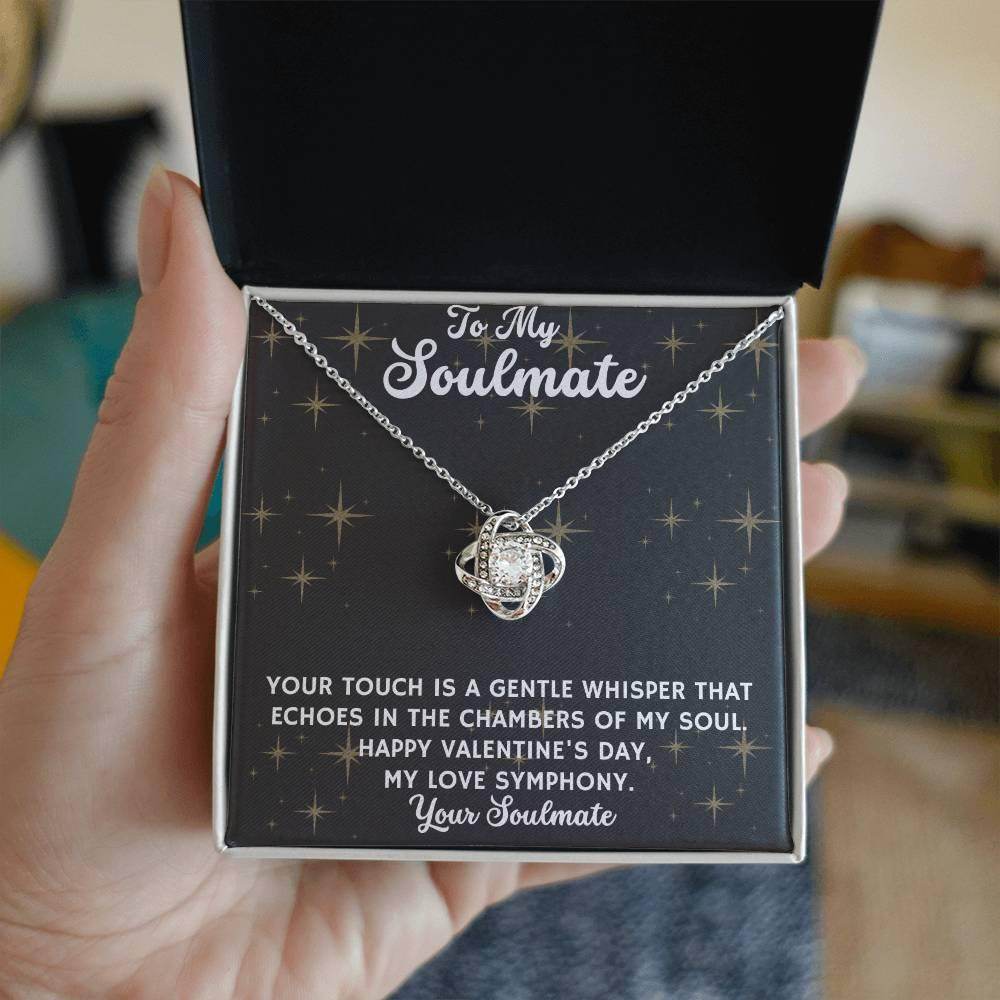 To My
Soulmate
YOUR TOUCH IS A GENTLE WHISPER THAT
ECHOES IN THE CHAMBERS OF MY SOUL.
HAPPY VALENTINE'S DAY,
MY LOVE SYMPHONY.
Your Soulmate